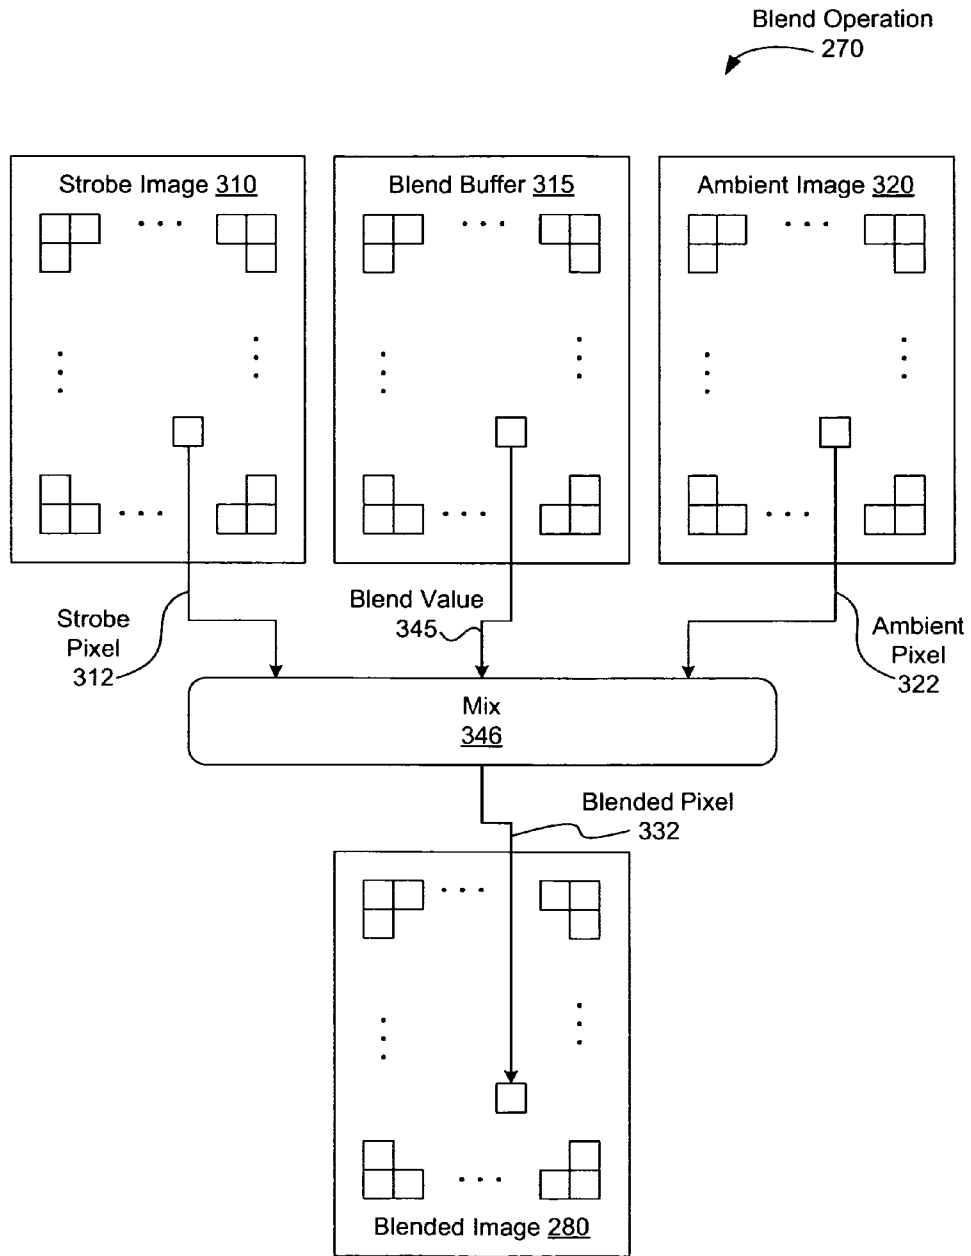 Blend Operation
270
Strobe Image 310
Blend Buffer 315
Ambient Image 320
Strobe
Pixel
312
Blend Value
345
Ambient
Pixel
322
Mix
346
Blended Pixel
332
Blended Image 280